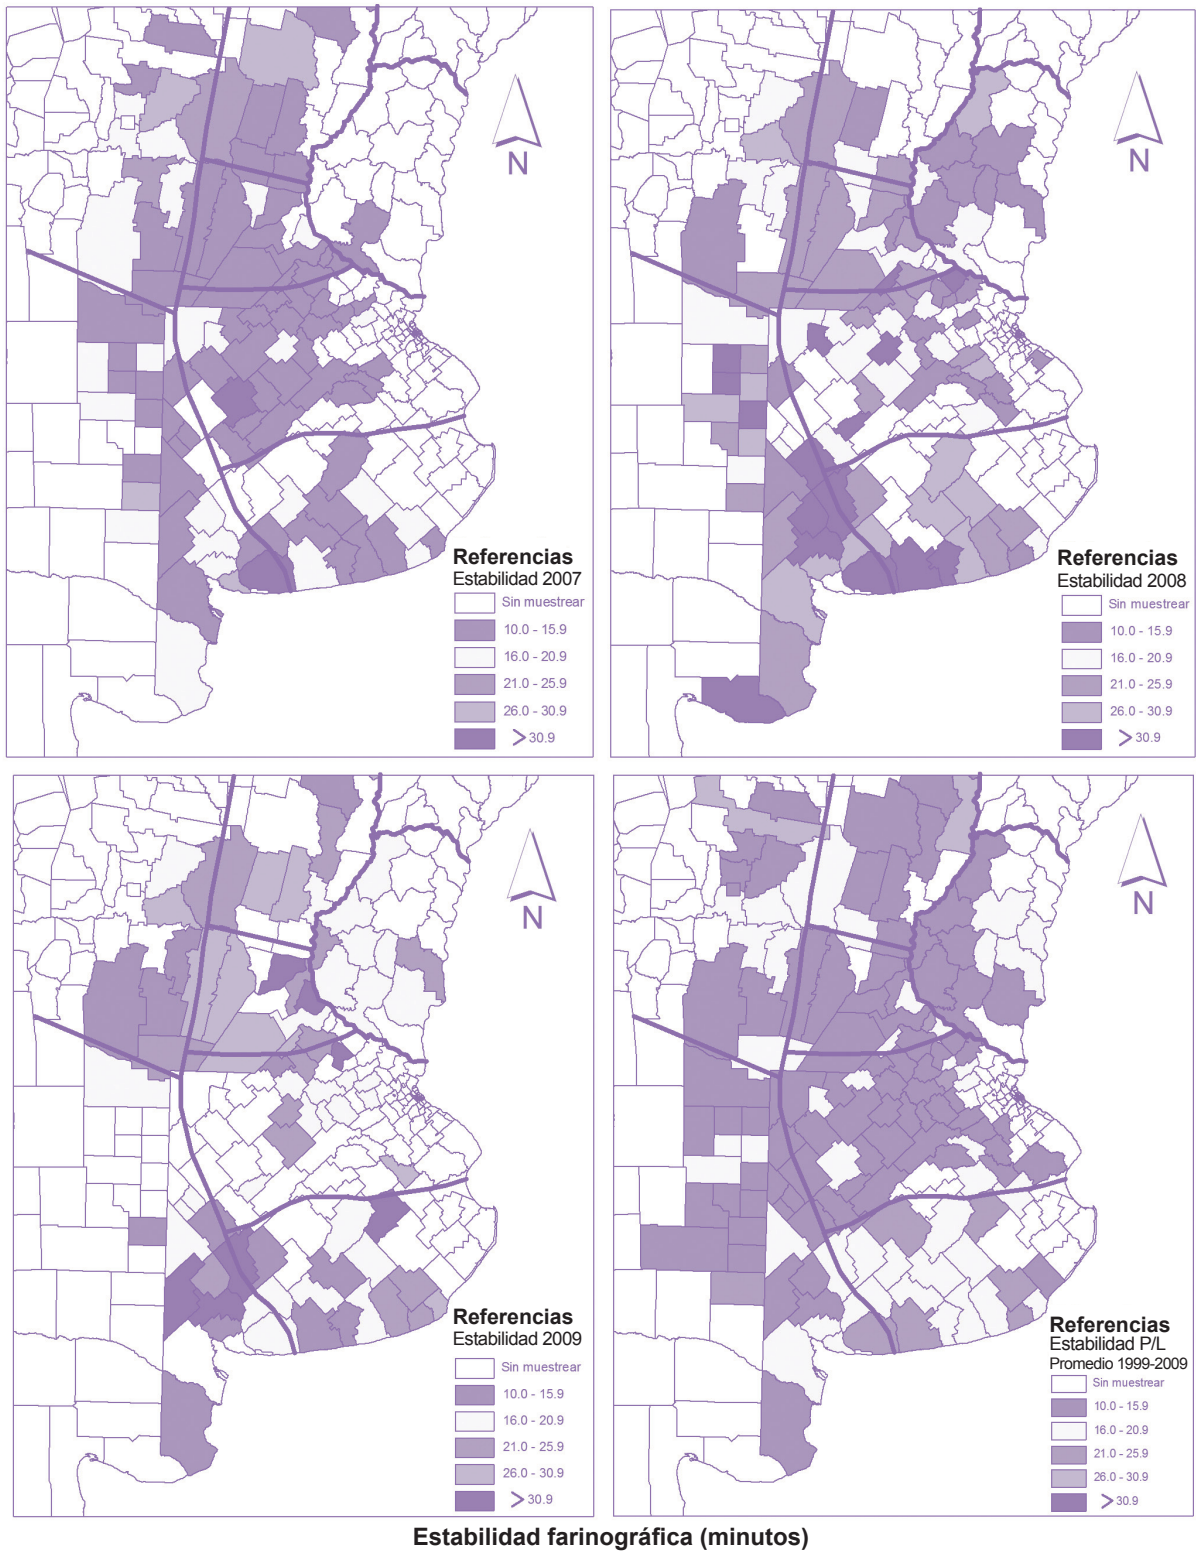 N
Referencias
Estabilidad 2007
Sin muestrear
10.0 - 15.9
16.0 - 20.9
21.0 - 25.9
26.0 - 30.9
> 30.9
N
Referencias
Estabilidad 2008
Sin muestrear
10.0 - 15.9
16.0 - 20.9
21.0 - 25.9
26.0 - 30.9
> 30.9
N
Referencias
Estabilidad 2009
Sin muestrear
10.0 - 15.9
16.0 - 20.9
21.0 - 25.9
26.0 - 30.9
> 30.9
N
Referencias
Estabilidad P/L
Promedio 1999-2009
Sin muestrear
10.0 - 15.9
16.0 - 20.9
21.0 - 25.9
26.0 - 30.9
> 30.9
Estabilidad farinográfica (minutos)